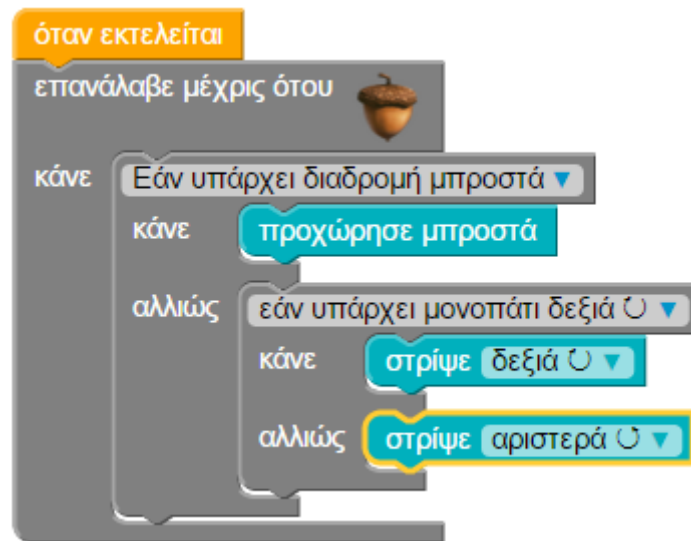 όταν εκτελείται
επανάλαβε μέχρις ότου
κάνε Εάν υπάρχει διαδρομή μπροστά
κάνε προχώρησε μπροστά
αλλιώς εάν υπάρχει μονοπάτι δεξιά ↻
κάνε στρίψε δεξιά ↻
αλλιώς στρίψε αριστερά ↺